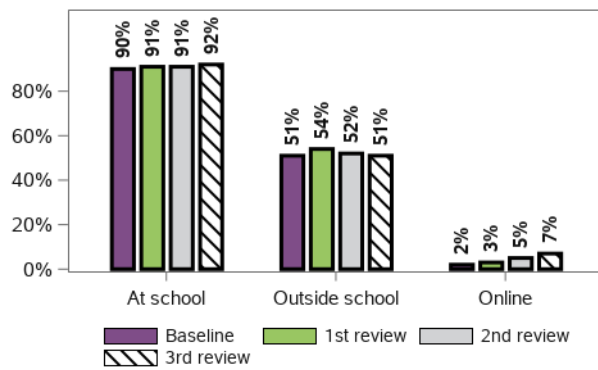 90% 91% 91% 92%
51% 54% 52% 51%
2% 3% 5% 7%
80%
60%
40%
20%
0%
At school Outside school Online
Baseline 1st review 2nd review
3rd review